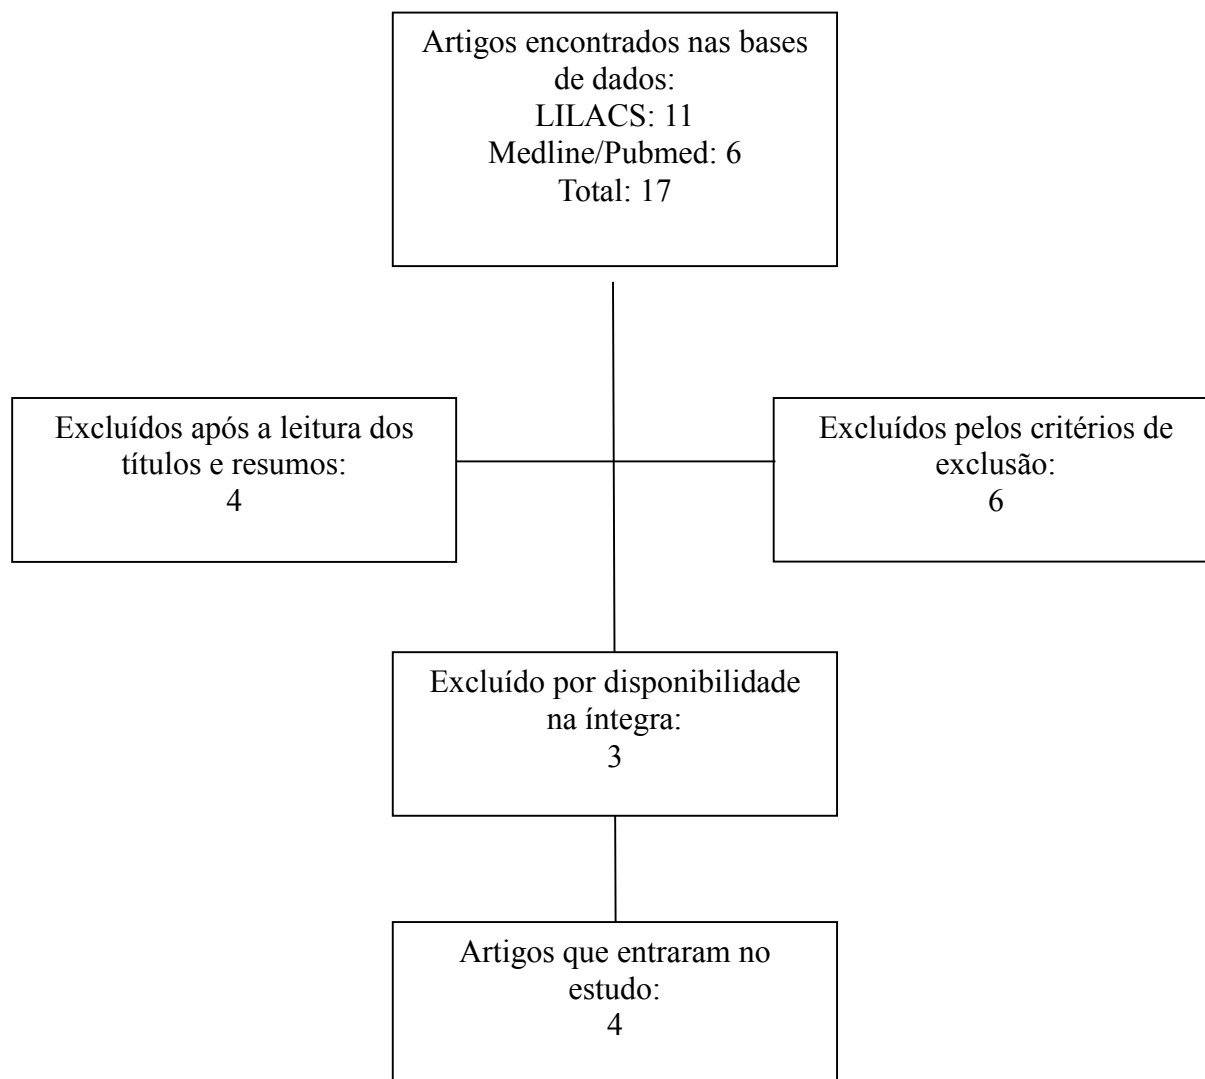 Artigos encontrados nas bases
de dados:
LILACS: 11
Medline/Pubmed: 6
Total: 17
Excluídos após a leitura dos
títulos e resumos:
4
Excluídos pelos critérios de
exclusão:
6
Excluído por disponibilidade
na íntegra:
3
Artigos que entraram no
estudo:
4